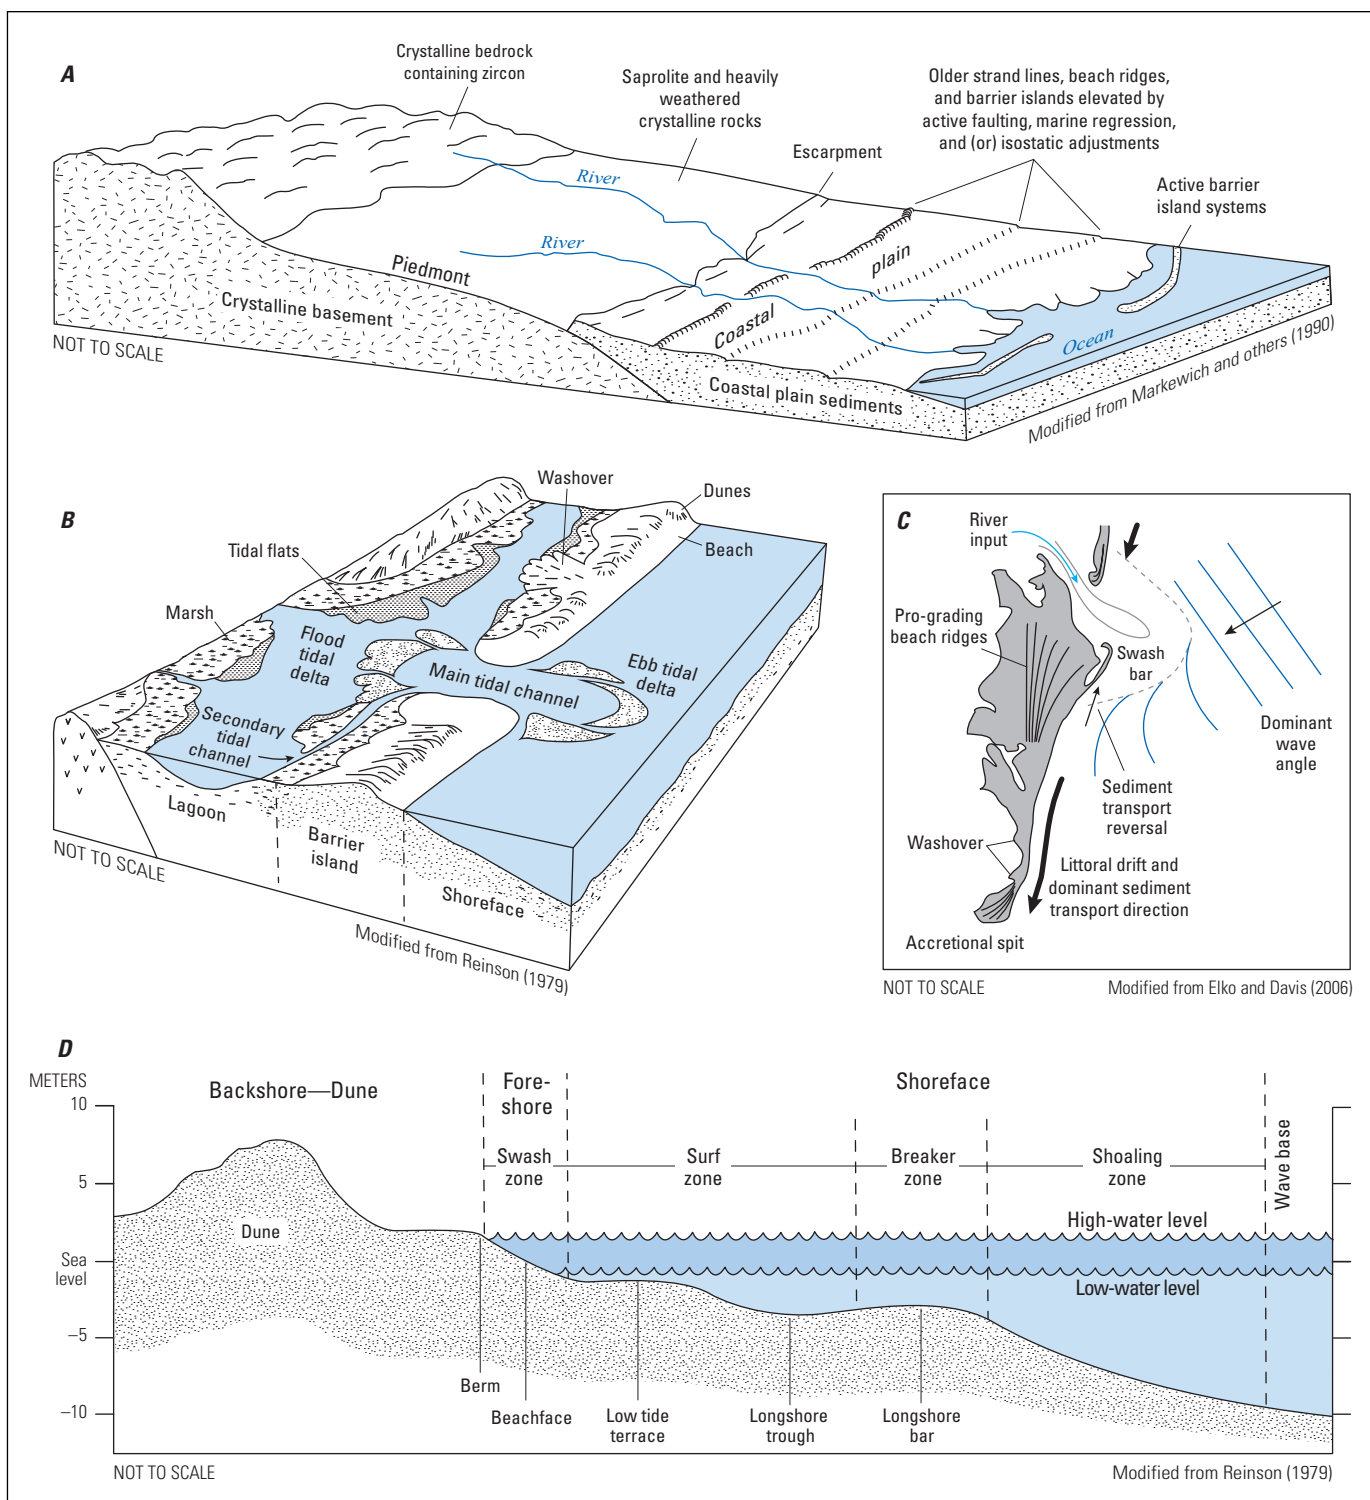 A
Crystalline bedrock
containing zircon
Saprolite and heavily
weathered
crystalline rocks
Older strand lines, beach ridges,
and barrier islands elevated by
active faulting, marine regression,
and (or) isostatic adjustments
Escarpment
Active barrier
island systems
River
River
Piedmont
Crystalline basement
plain
Coastal
Ocean
Coastal plain sediments
NOT TO SCALE
Modified from Markewich and others (1990)
B
Washover
Dunes
Beach
Tidal flats
Marsh
Flood
tidal
delta
Main tidal channel
Ebb tidal
delta
Secondary
tidal
channel
Lagoon
Barrier
island
Shoreface
NOT TO SCALE
Modified from Reinson (1979)
C
River
input
Pro-grading
beach ridges
Swash
bar
Dominant
wave
angle
Sediment
transport
reversal
Washover
Littoral drift and
dominant sediment
transport direction
Accretional spit
NOT TO SCALE
Modified from Elko and Davis (2006)
D
METERS
10
5
Sea
level
–5
–10
Backshore—Dune
Fore-
shore
Shoreface
Swash
zone
Surf
zone
Breaker
zone
Shoaling
zone
Wave base
Dune
High-water level
Low-water level
Berm
Beachface
Low tide
terrace
Longshore
trough
Longshore
bar
NOT TO SCALE
Modified from Reinson (1979)